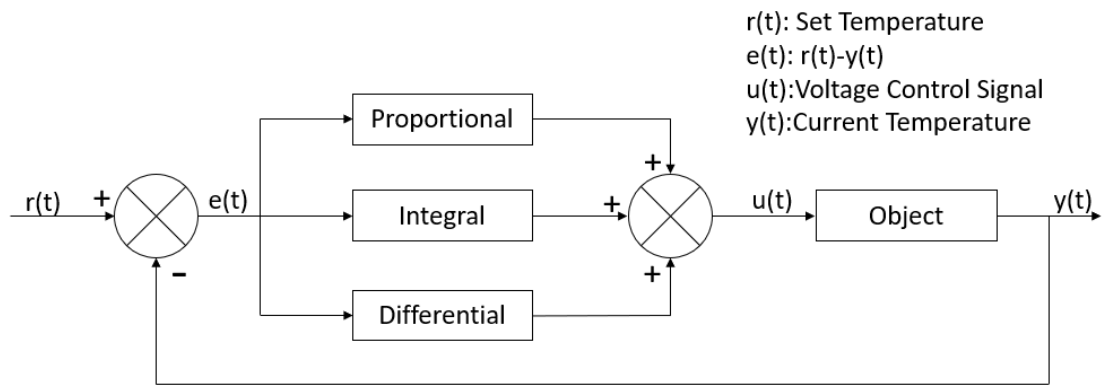 r(t): Set Temperature
e(t): r(t)-y(t)
u(t):Voltage Control Signal
y(t):Current Temperature
Proportional
+
r(t) + e(t) Integral + u(t) Object y(t)
-
+
Differential